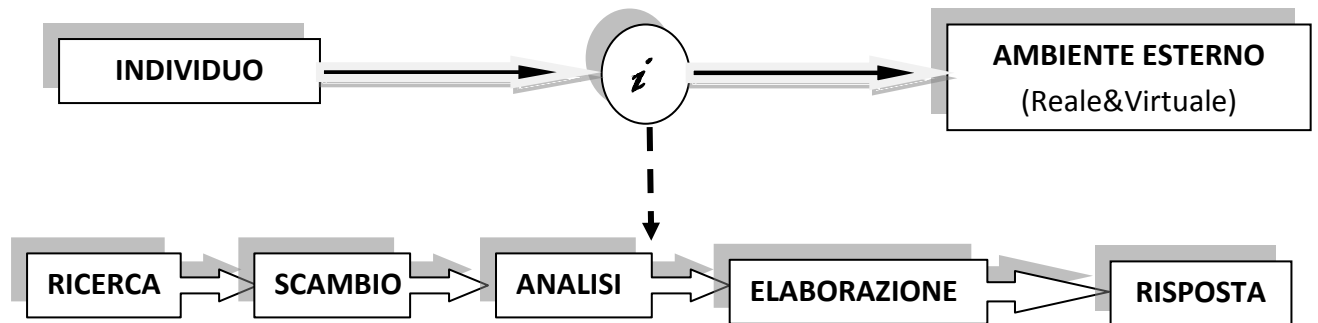 INDIVIDUO
i
AMBIENTE ESTERNO
(Reale&Virtuale)
RICERCA
SCAMBIO
ANALISI
ELABORAZIONE
RISPOSTA